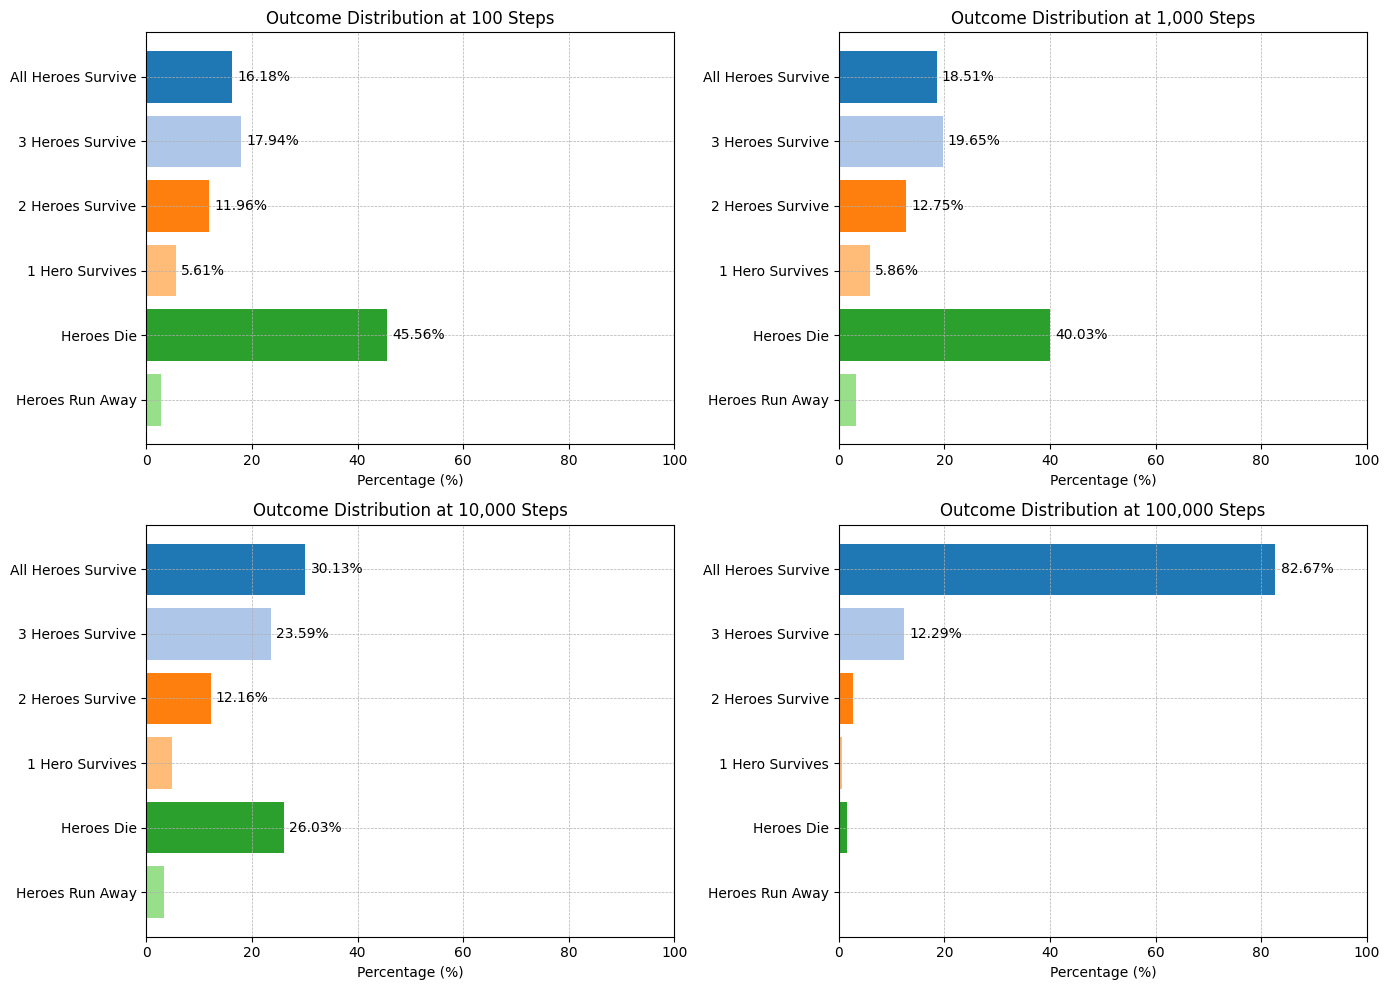 Outcome Distribution at 100 Steps
All Heroes Survive 16.18%
3 Heroes Survive 17.94%
2 Heroes Survive 11.96%
1 Hero Survives 5.61%
Heroes Die 45.56%
Heroes Run Away
0 20 40 60 80 100
Percentage (%)
Outcome Distribution at 1,000 Steps
All Heroes Survive 18.51%
3 Heroes Survive 19.65%
2 Heroes Survive 12.75%
1 Hero Survives 5.86%
Heroes Die 40.03%
Heroes Run Away
0 20 40 60 80 100
Percentage (%)
Outcome Distribution at 10,000 Steps
All Heroes Survive 30.13%
3 Heroes Survive 23.59%
2 Heroes Survive 12.16%
1 Hero Survives
Heroes Die 26.03%
Heroes Run Away
0 20 40 60 80 100
Percentage (%)
Outcome Distribution at 100,000 Steps
All Heroes Survive 82.67%
3 Heroes Survive 12.29%
2 Heroes Survive
1 Hero Survives
Heroes Die
Heroes Run Away
0 20 40 60 80 100
Percentage (%)